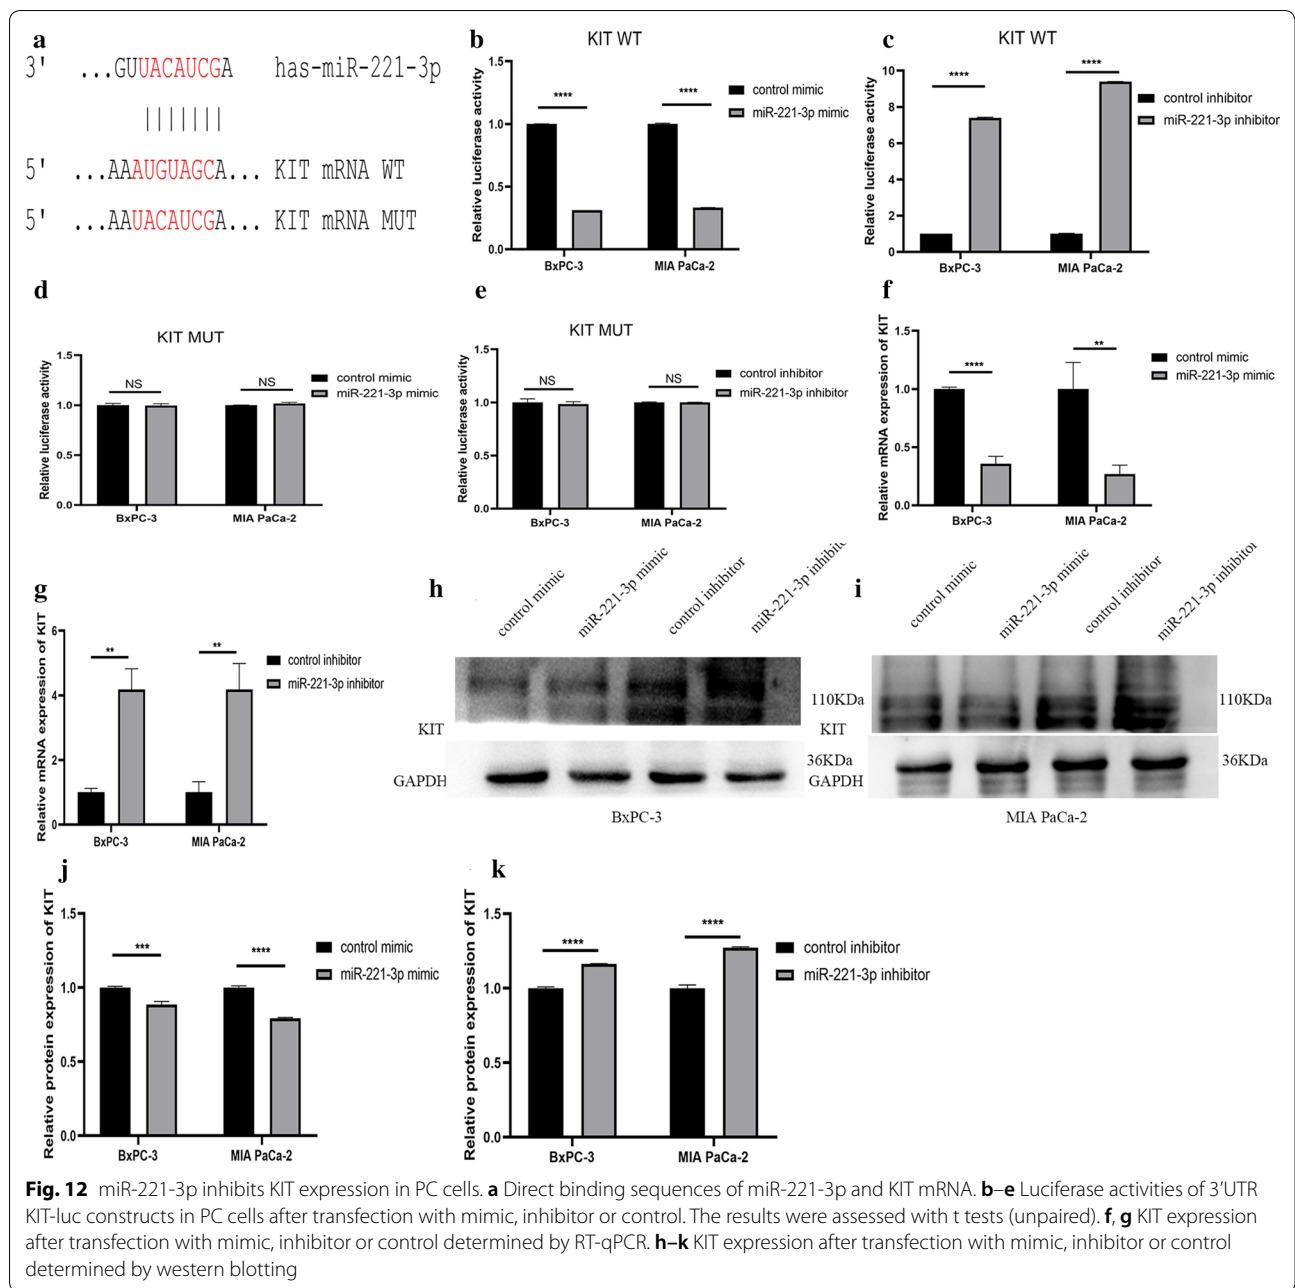 a
3' ...GUUACAUCGA has-miR-221-3p
|||||||
5' ...AAAUGUAGCA... KIT mRNA WT
5' ...AAUACAUCGA... KIT mRNA MUT
b
KIT WT
Relative luciferase activity
1.5
1.0
0.5
0.0
****
****
BxPC-3
MIA PaCa-2
control mimic
miR-221-3p mimic
c
KIT WT
Relative luciferase activity
10
8
6
4
2
0
****
****
BxPC-3
MIA PaCa-2
control inhibitor
miR-221-3p inhibitor
d
KIT MUT
Relative luciferase activity
1.5
1.0
0.5
0.0
NS
NS
BxPC-3
MIA PaCa-2
control mimic
miR-221-3p mimic
e
KIT MUT
Relative luciferase activity
1.5
1.0
0.5
0.0
NS
NS
BxPC-3
MIA PaCa-2
control inhibitor
miR-221-3p inhibitor
f
Relative mRNA expression of KIT
1.5
1.0
0.5
0.0
****
**
BxPC-3
MIA PaCa-2
control mimic
miR-221-3p mimic
g
Relative mRNA expression of KIT
6
4
2
0
**
**
BxPC-3
MIA PaCa-2
control inhibitor
miR-221-3p inhibitor
h
control mimic
miR-221-3p mimic
control inhibitor
miR-221-3p inhibito
KIT
110KDa
GAPDH
36KDa
BxPC-3
i
control mimic
miR-221-3p mimic
control inhibitor
miR-221-3p inhibitor
KIT
110KDa
GAPDH
36KDa
MIA PaCa-2
j
Relative protein expression of KIT
1.5
1.0
0.5
0.0
***
****
BxPC-3
MIA PaCa-2
control mimic
miR-221-3p mimic
k
Relative protein expression of KIT
1.5
1.0
0.5
0.0
****
****
BxPC-3
MIA PaCa-2
control inhibitor
miR-221-3p inhibitor
Fig. 12 miR-221-3p inhibits KIT expression in PC cells. a Direct binding sequences of miR-221-3p and KIT mRNA. b–e Luciferase activities of 3'UTR
KIT-luc constructs in PC cells after transfection with mimic, inhibitor or control. The results were assessed with t tests (unpaired). f, g KIT expression
after transfection with mimic, inhibitor or control determined by RT-qPCR. h–k KIT expression after transfection with mimic, inhibitor or control
determined by western blotting